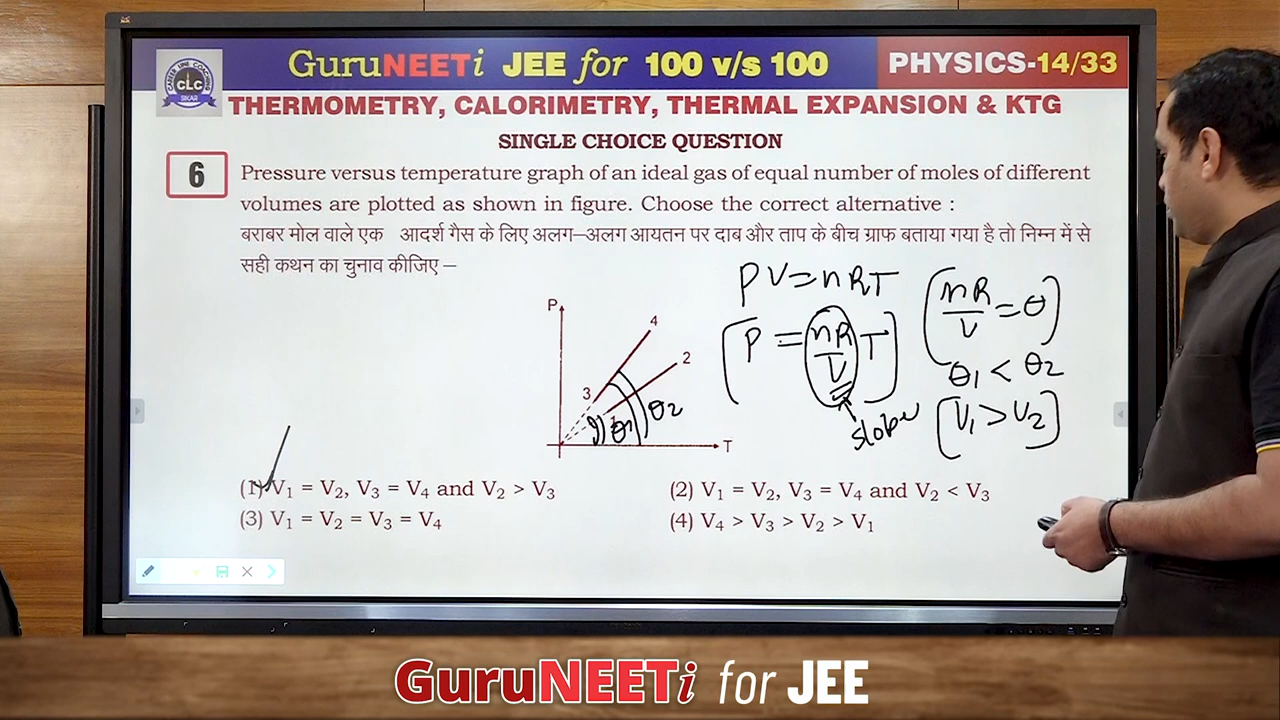 GuruNEETi JEE for 100 v/s 100
PHYSICS-14/33
CAREER LINE COACHING
CLC
SIKAR
THERMOMETRY, CALORIMETRY, THERMAL EXPANSION & KTG
SINGLE CHOICE QUESTION
6
Pressure versus temperature graph of an ideal gas of equal number of moles of different
volumes are plotted as shown in figure. Choose the correct alternative :
बराबर मोल वाले एक आदर्श गैस के लिए अलग–अलग आयतन पर दाब और ताप के बीच ग्राफ बताया गया है तो निम्न में से
सही कथन का चुनाव कीजिए –
P
4
2
3
θ1
θ2
T
PV = nRT
[P = nR/V T]
slope
[nR/V = θ]
θ1 < θ2
[V1 > V2]
(1) V₁ = V₂, V₃ = V₄ and V₂ > V₃
(2) V₁ = V₂, V₃ = V₄ and V₂ < V₃
(3) V₁ = V₂ = V₃ = V₄
(4) V₄ > V₃ > V₂ > V₁
GuruNEETi for JEE